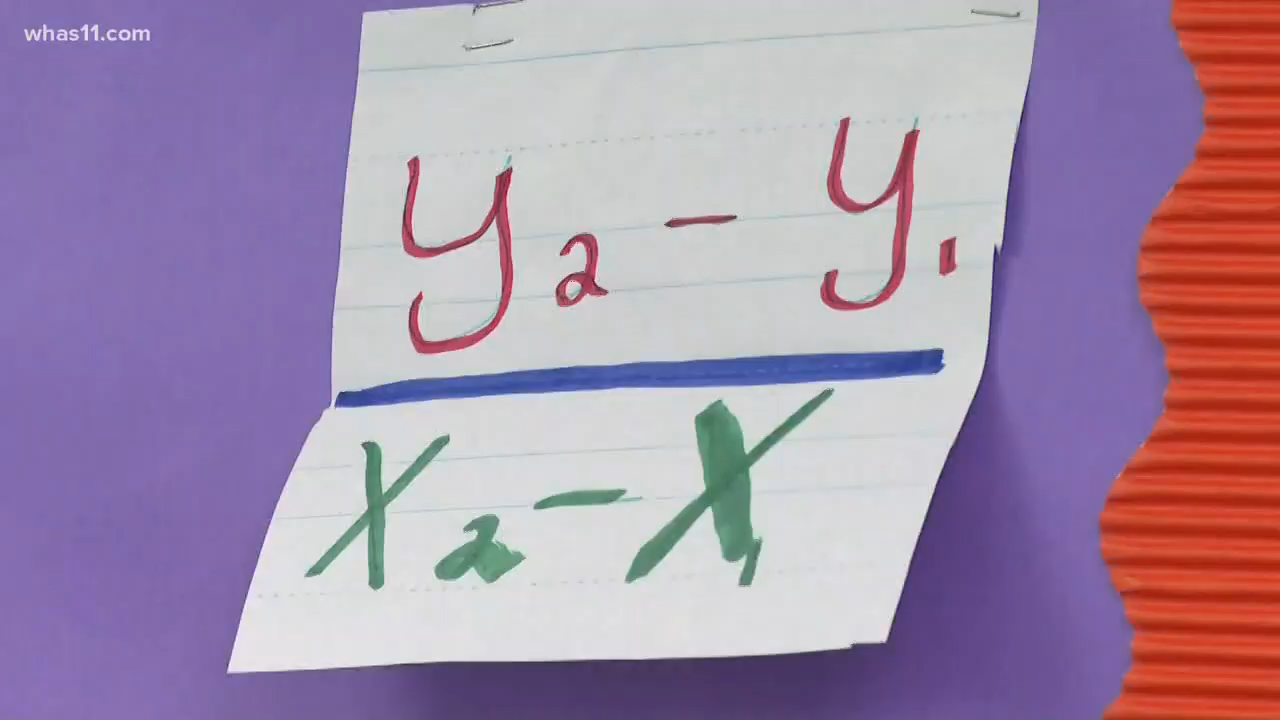 whas11.com
y₂ - y₁
x₂ - x₁